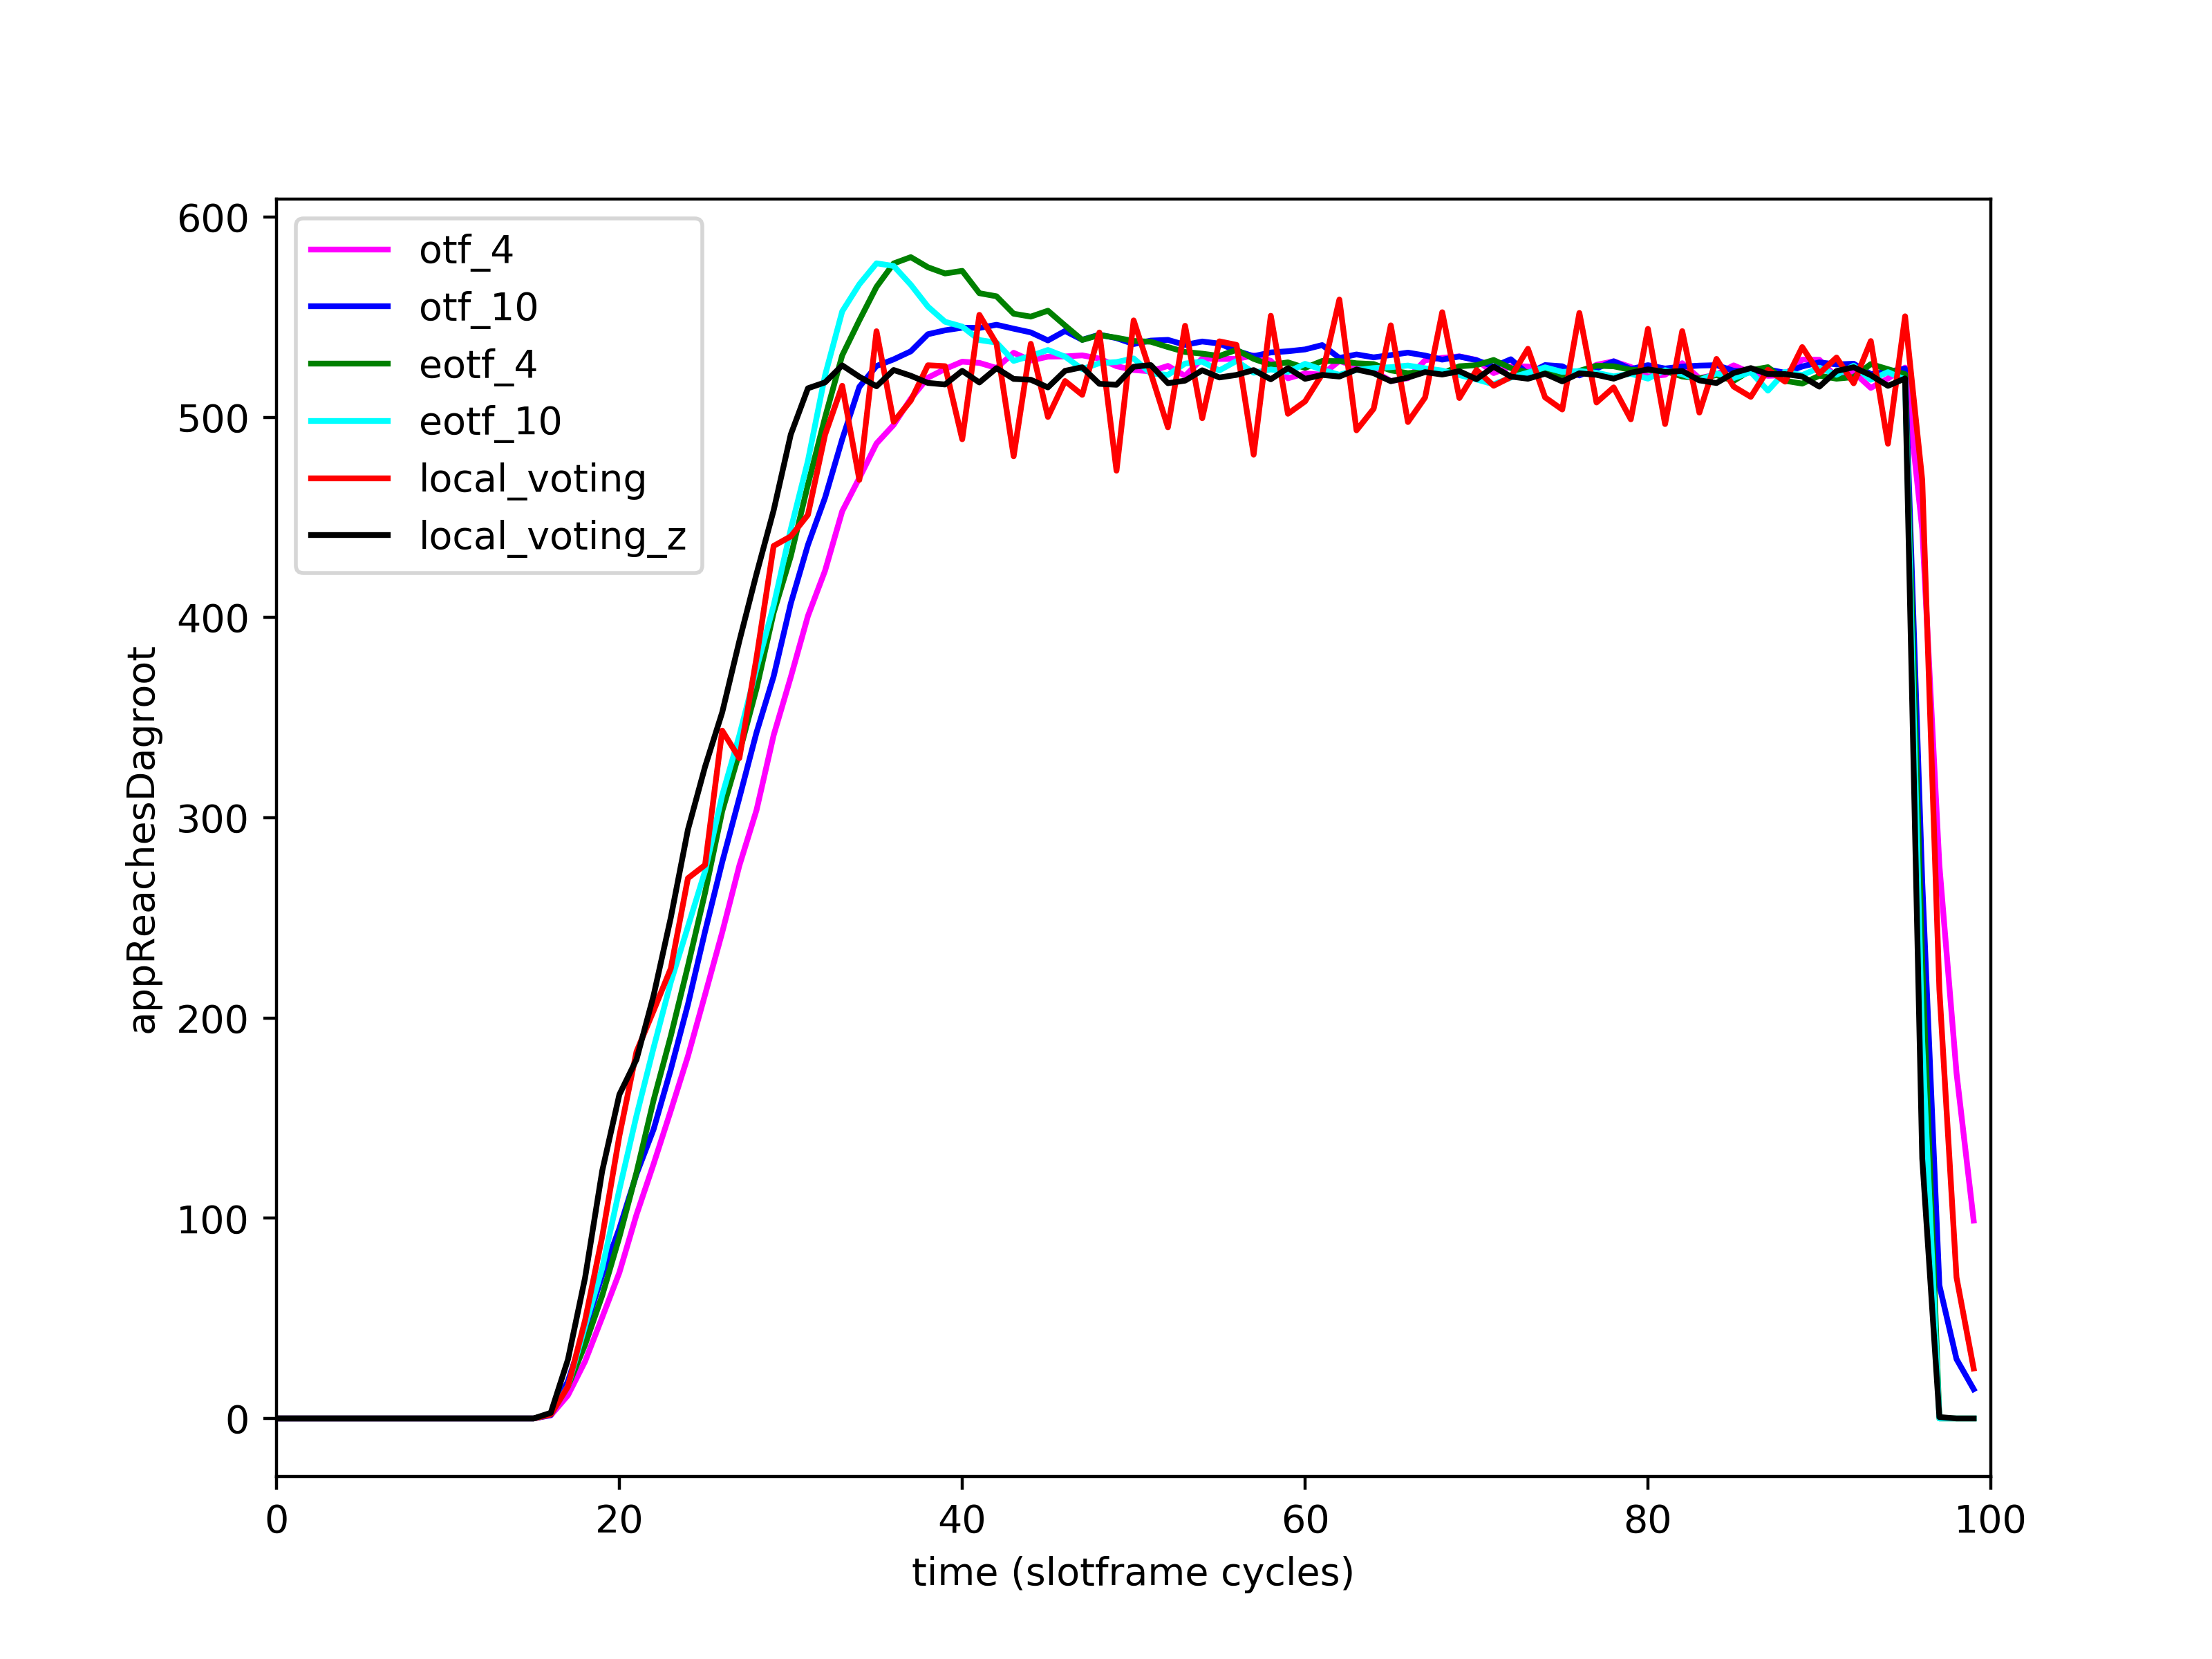 600
500
400
300
200
100
0
appReachesDagroot
otf_4
otf_10
eotf_4
eotf_10
local_voting
local_voting_z
0 20 40 60 80 100
time (slotframe cycles)